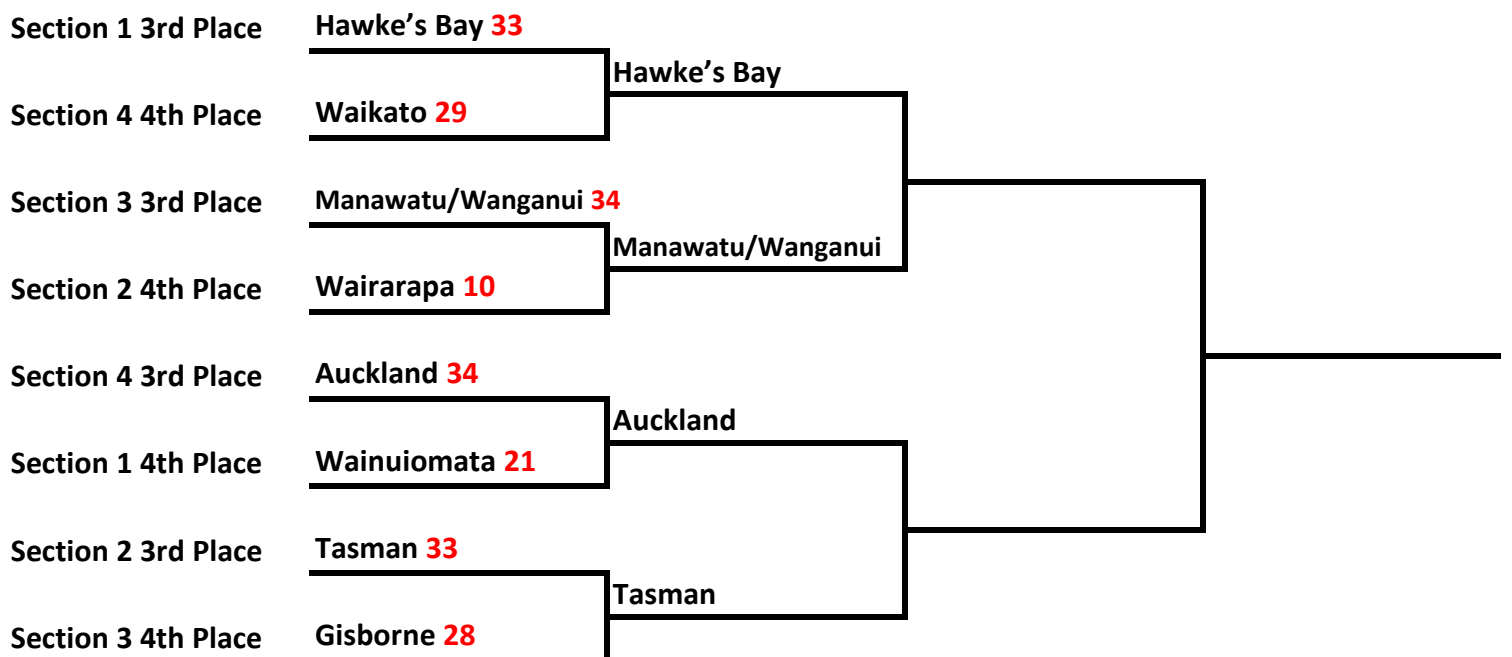 Section 1 3rd Place Hawke’s Bay 33
Hawke’s Bay
Section 4 4th Place Waikato 29
Section 3 3rd Place Manawatu/Wanganui 34
Manawatu/Wanganui
Section 2 4th Place Wairarapa 10
Section 4 3rd Place Auckland 34
Auckland
Section 1 4th Place Wainuiomata 21
Section 2 3rd Place Tasman 33
Tasman
Section 3 4th Place Gisborne 28